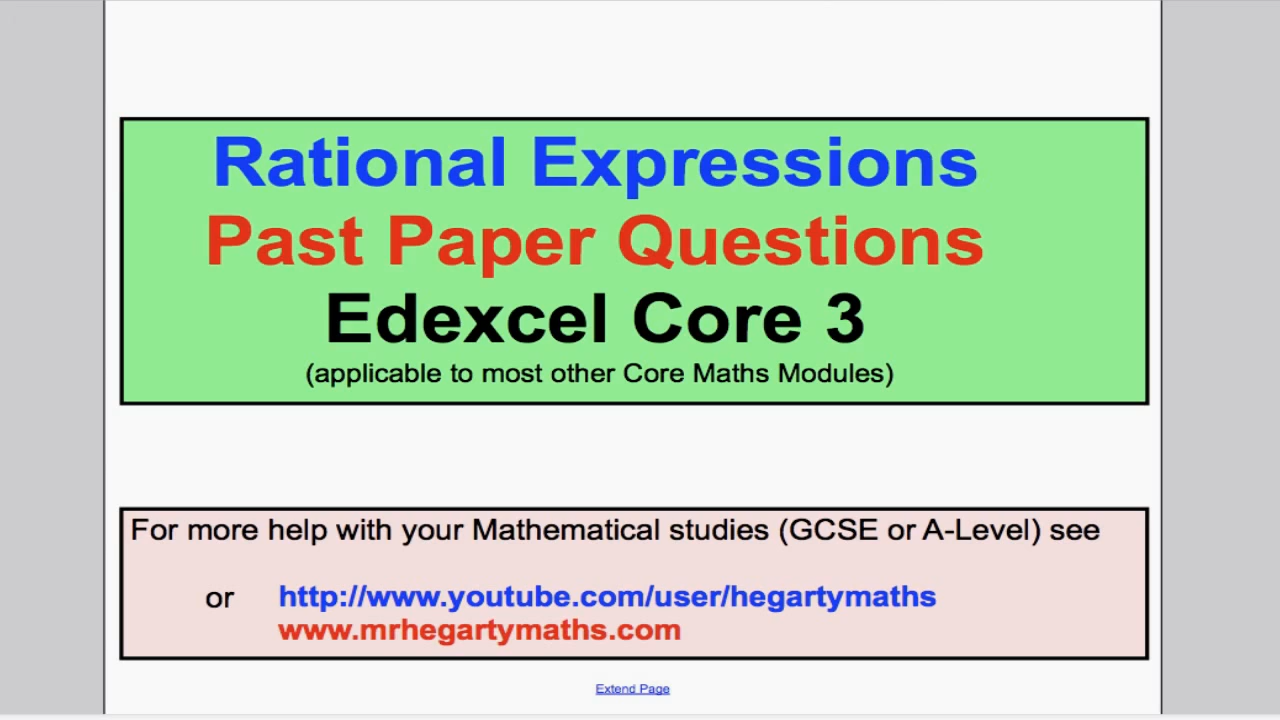 Rational Expressions
Past Paper Questions
Edexcel Core 3
(applicable to most other Core Maths Modules)
For more help with your Mathematical studies (GCSE or A-Level) see
or http://www.youtube.com/user/hegartymaths
www.mrhegartymaths.com
Extend Page